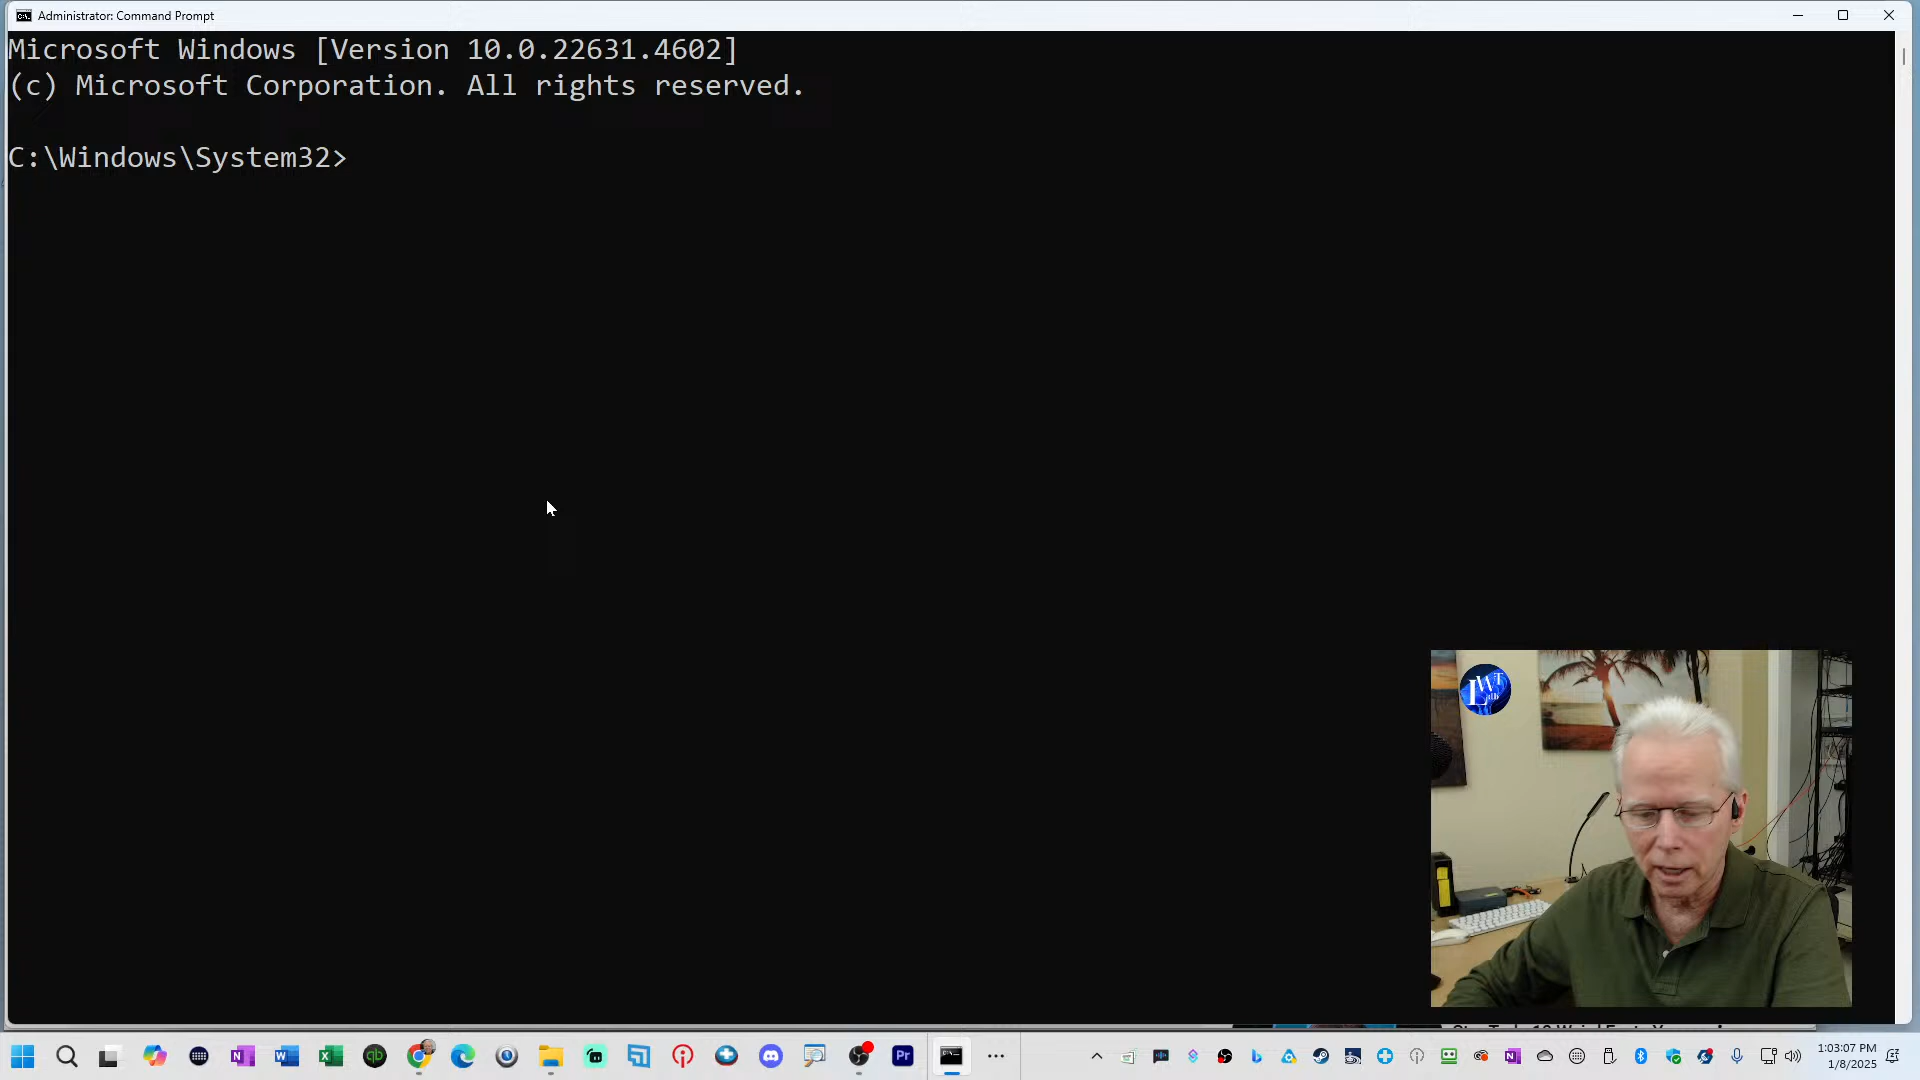 Administrator: Command Prompt
Microsoft Windows [Version 10.0.22631.4602]
(c) Microsoft Corporation. All rights reserved.
C:\Windows\System32>
LWT
1:03:07 PM
1/8/2025